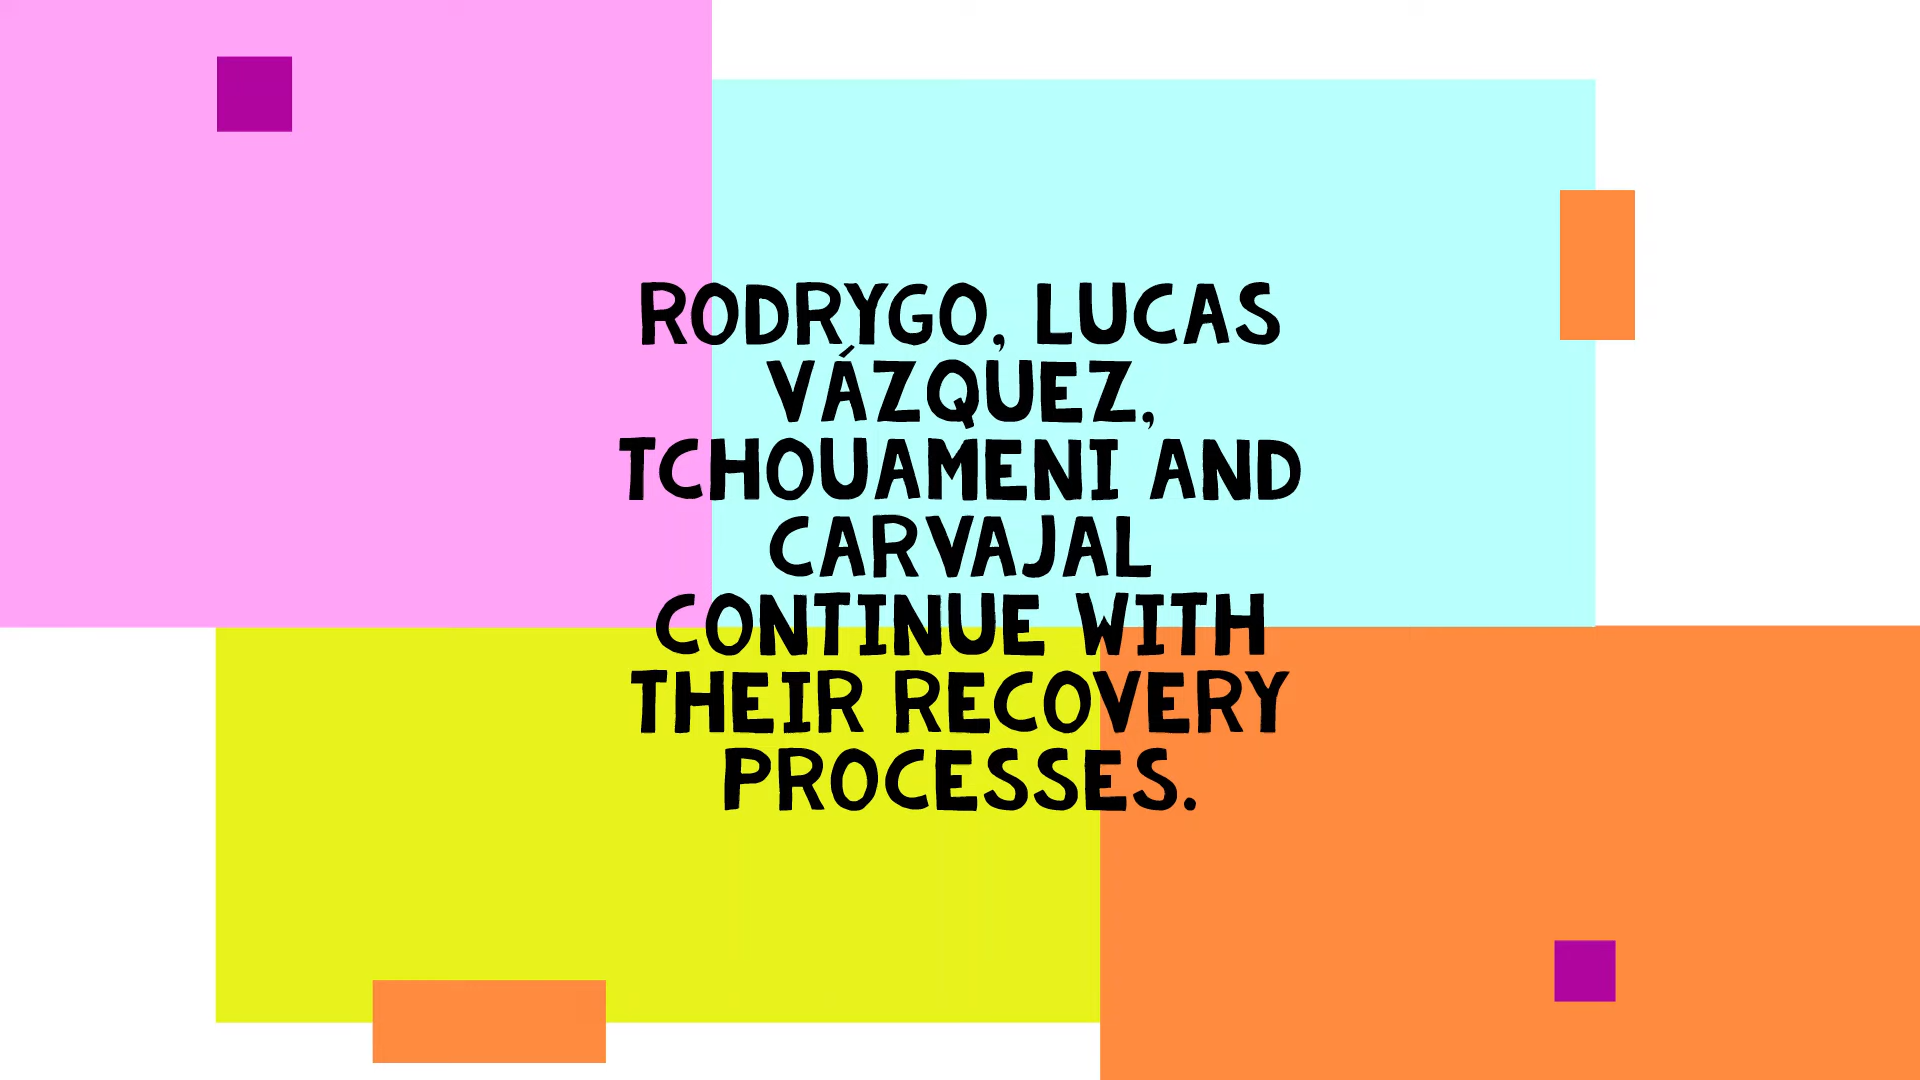 RODRYGO, LUCAS
VÁZQUEZ,
TCHOUAMENI AND
CARVAJAL
CONTINUE WITH
THEIR RECOVERY
PROCESSES.